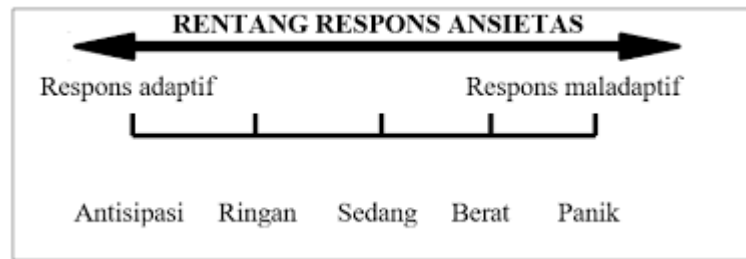 RENTANG RESPONS ANSIETAS
Respons adaptif Respons maladaptif
Antisipasi Ringan Sedang Berat Panik